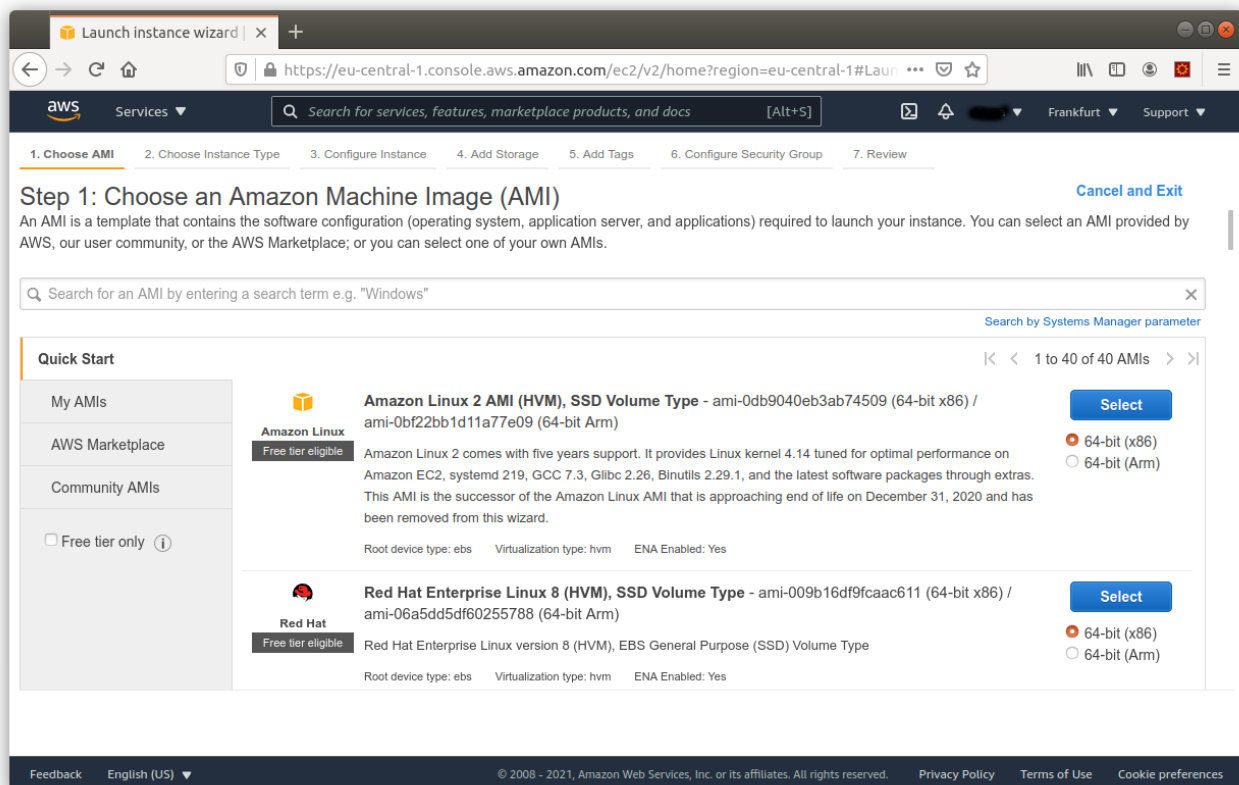 Launch instance wizard |
https://eu-central-1.console.aws.amazon.com/ec2/v2/home?region=eu-central-1#Laun
aws Services Search for services, features, marketplace products, and docs [Alt+S] Frankfurt Support
1. Choose AMI 2. Choose Instance Type 3. Configure Instance 4. Add Storage 5. Add Tags 6. Configure Security Group 7. Review
Step 1: Choose an Amazon Machine Image (AMI) Cancel and Exit
An AMI is a template that contains the software configuration (operating system, application server, and applications) required to launch your instance. You can select an AMI provided by
AWS, our user community, or the AWS Marketplace; or you can select one of your own AMIs.
Search for an AMI by entering a search term e.g. "Windows"
Search by Systems Manager parameter
Quick Start 1 to 40 of 40 AMIs
My AMIs
AWS Marketplace
Community AMIs
Free tier only
Amazon Linux
Free tier eligible
Amazon Linux 2 AMI (HVM), SSD Volume Type - ami-0db9040eb3ab74509 (64-bit x86) /
ami-0bf22bb1d11a77e09 (64-bit Arm)
Amazon Linux 2 comes with five years support. It provides Linux kernel 4.14 tuned for optimal performance on
Amazon EC2, systemd 219, GCC 7.3, Glibc 2.26, Binutils 2.29.1, and the latest software packages through extras.
This AMI is the successor of the Amazon Linux AMI that is approaching end of life on December 31, 2020 and has
been removed from this wizard.
Root device type: ebs Virtualization type: hvm ENA Enabled: Yes
Select
64-bit (x86)
64-bit (Arm)
Red Hat
Free tier eligible
Red Hat Enterprise Linux 8 (HVM), SSD Volume Type - ami-009b16df9fcaac611 (64-bit x86) /
ami-06a5dd5df60255788 (64-bit Arm)
Red Hat Enterprise Linux version 8 (HVM), EBS General Purpose (SSD) Volume Type
Root device type: ebs Virtualization type: hvm ENA Enabled: Yes
Select
64-bit (x86)
64-bit (Arm)
Feedback English (US) © 2008 - 2021, Amazon Web Services, Inc. or its affiliates. All rights reserved. Privacy Policy Terms of Use Cookie preferences